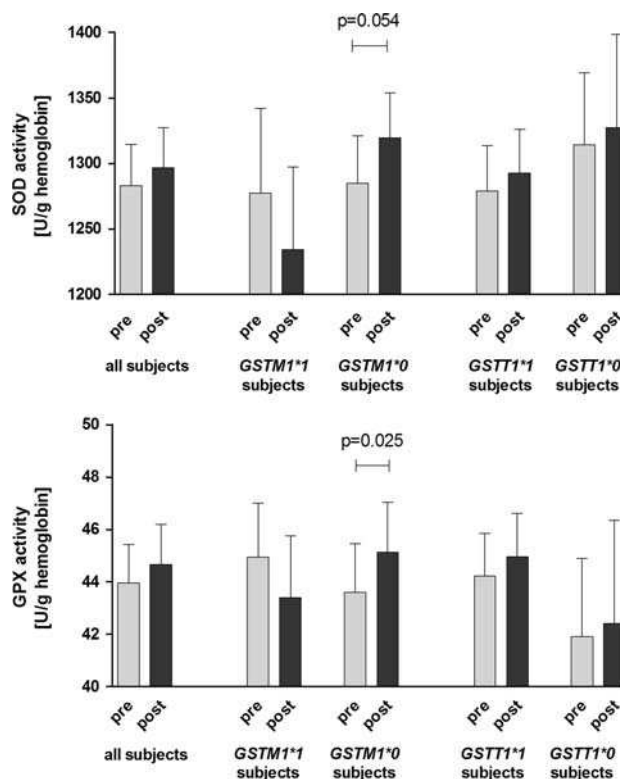 p=0.054
SOD activity
[U/g hemoglobin]
1400
1300
1250
1200
pre post pre post pre post pre post pre post
all subjects GSTM1*1 GSTM1*0 GSTT1*1 GSTT1*0
subjects subjects subjects subjects
p=0.025
GPX activity
[U/g hemoglobin]
50
48
46
44
42
40
pre post pre post pre post pre post pre post
all subjects GSTM1*1 GSTM1*0 GSTT1*1 GSTT1*0
subjects subjects subjects subjects